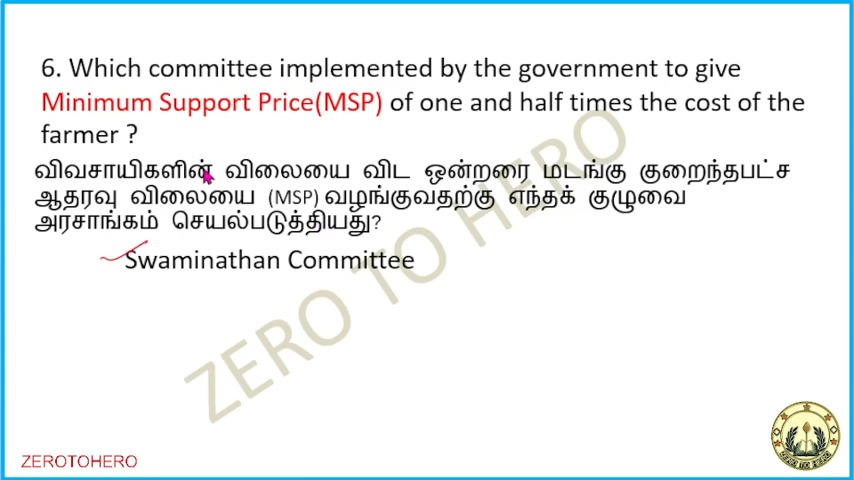 6. Which committee implemented by the government to give
Minimum Support Price(MSP) of one and half times the cost of the
farmer ?
விவசாயிகளின் விலையை விட ஒன்றரை மடங்கு குறைந்தபட்ச
ஆதரவு விலையை (MSP) வழங்குவதற்கு எந்தக் குழுவை
அரசாங்கம் செயல்படுத்தியது?
Swaminathan Committee
ZERO TO HERO
ZEROTOHERO